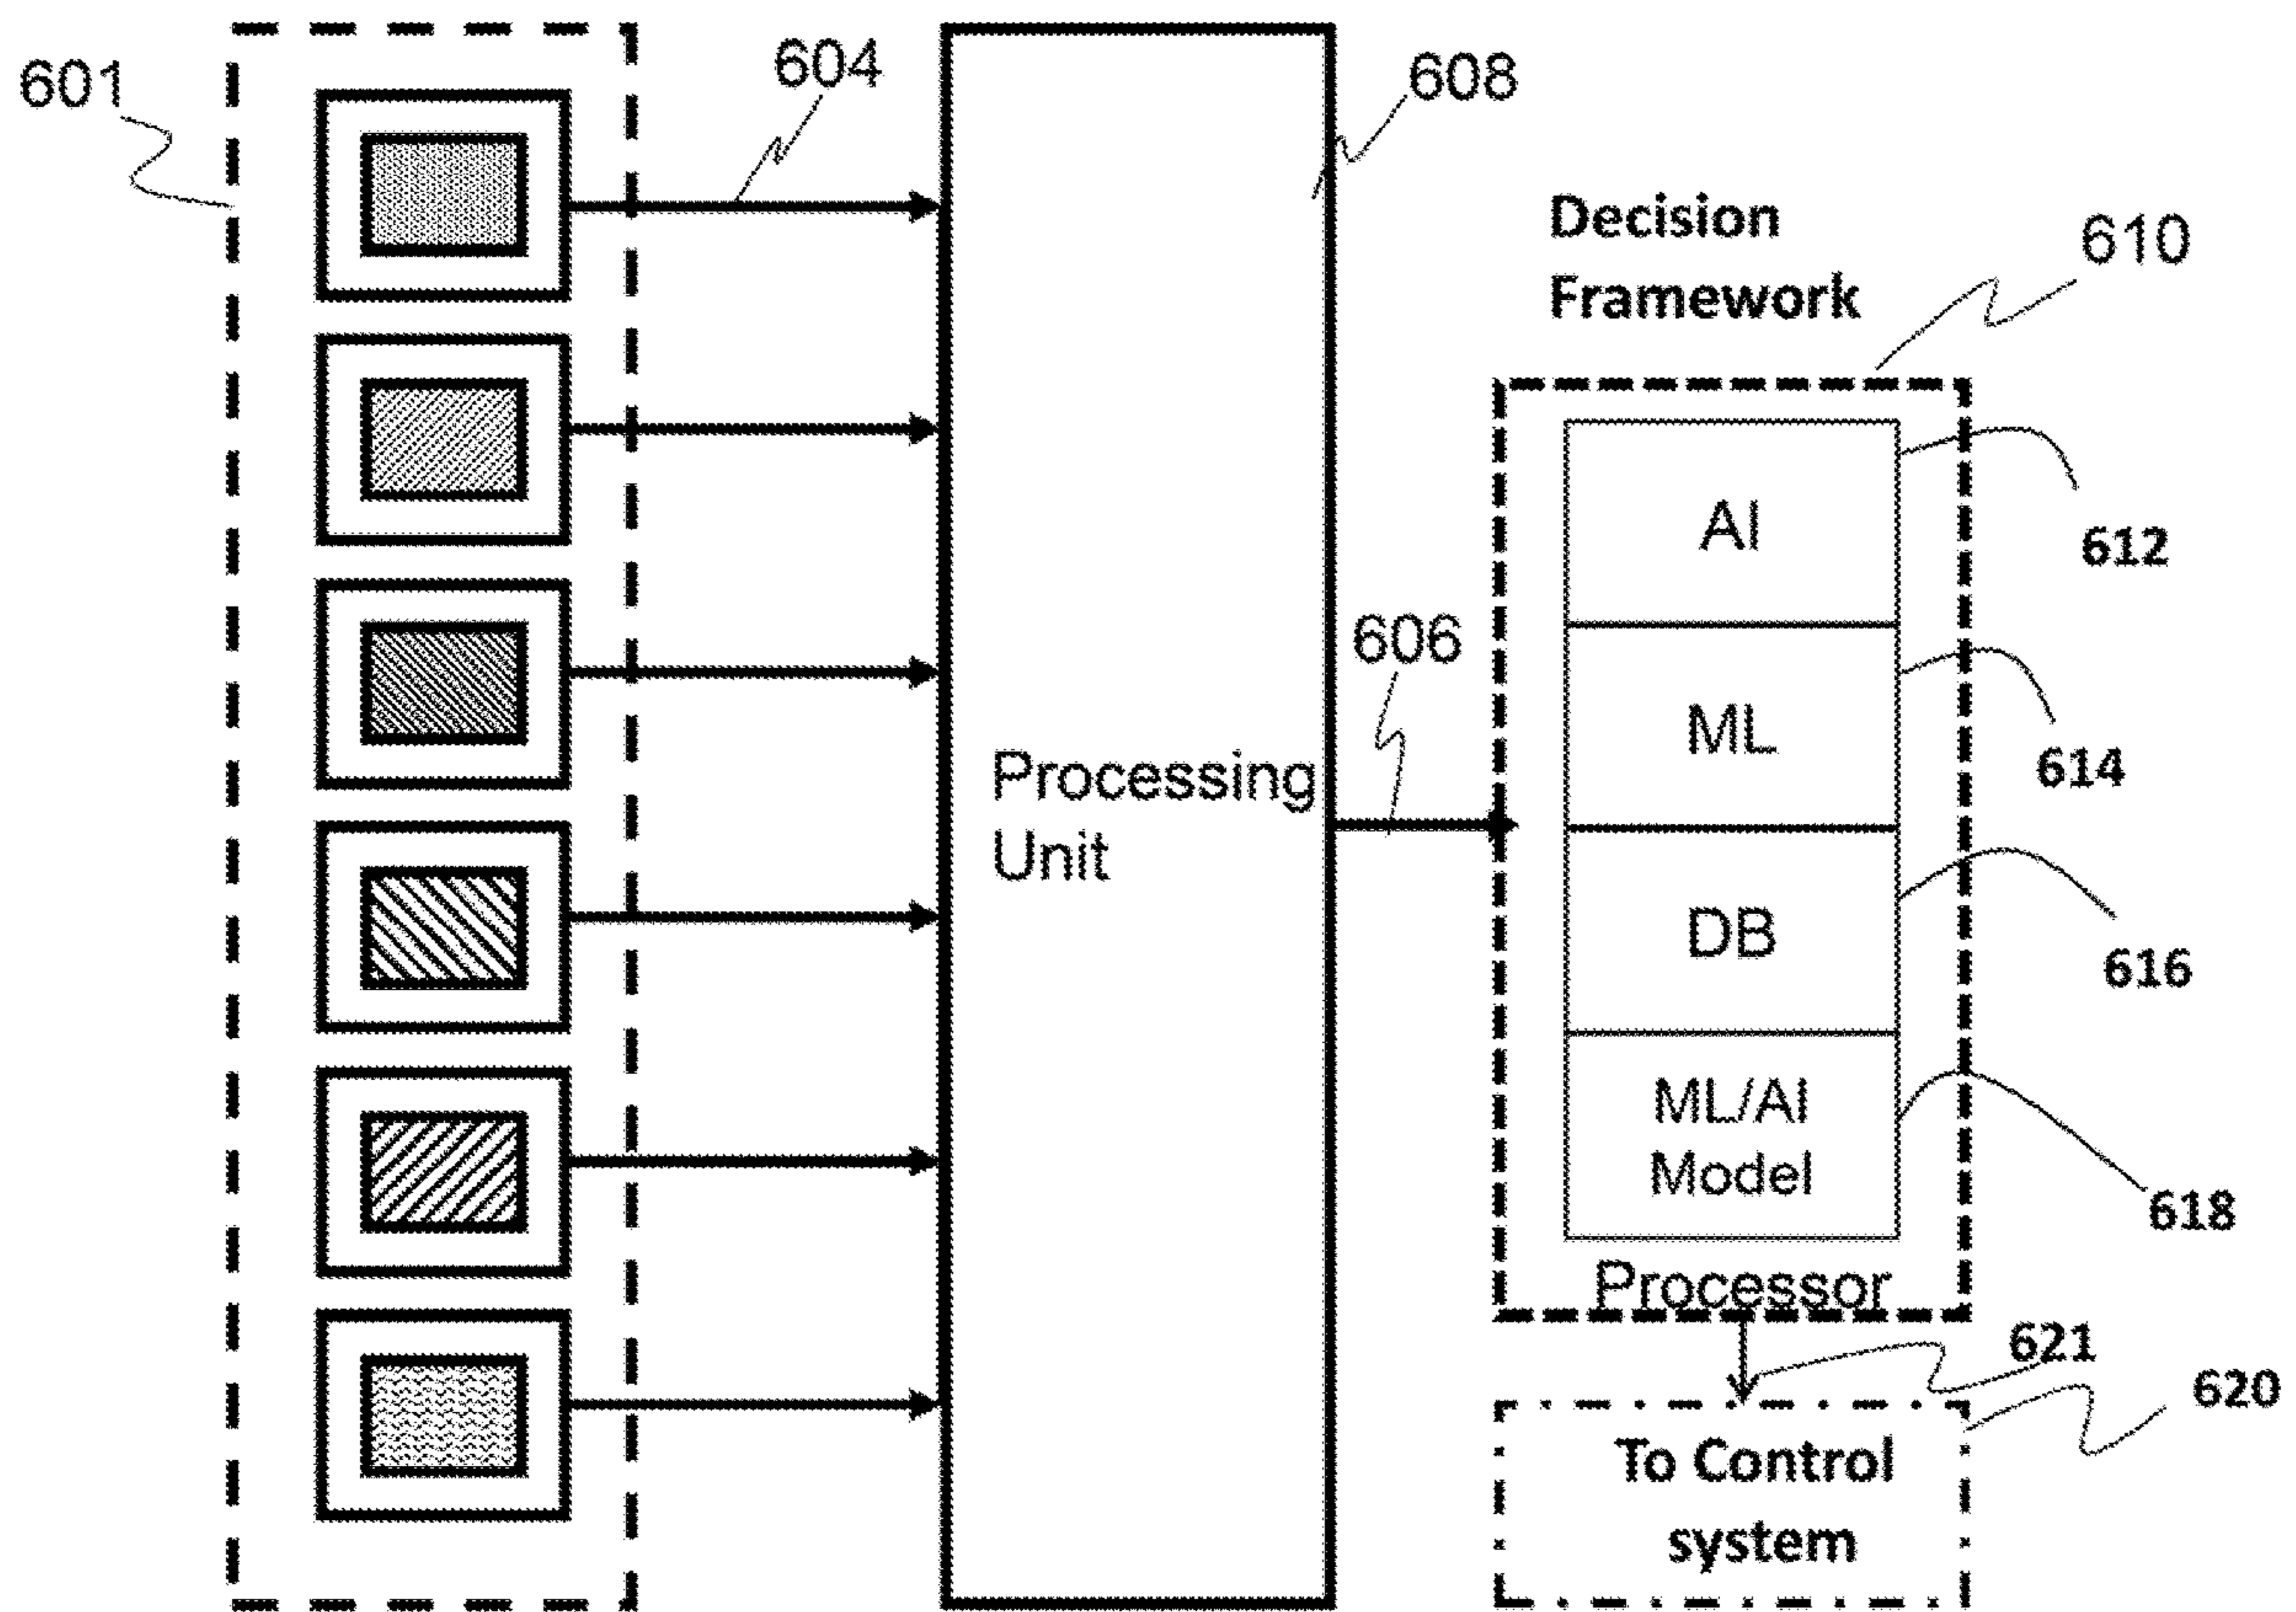 601
604
608
Decision
Framework
610
AI
612
606
ML
614
Processing
Unit
DB
616
ML/AI
Model
618
Processor
621
620
To Control
system